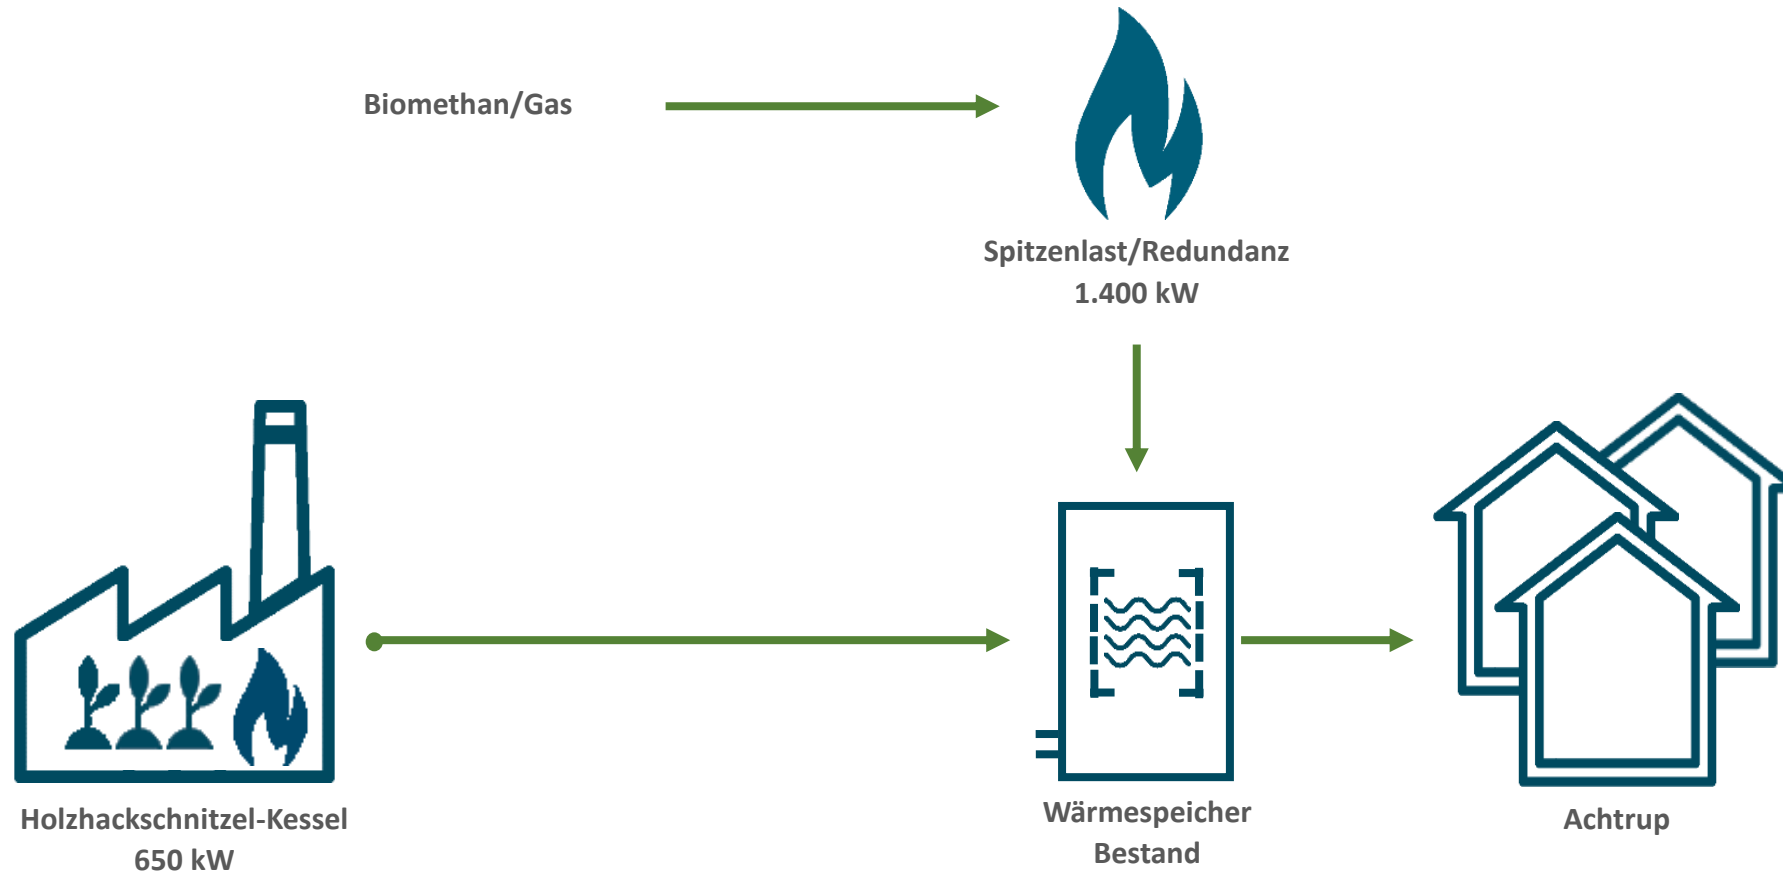 Biomethan/Gas
Spitzenlast/Redundanz
1.400 kW
Holzhackschnitzel-Kessel
650 kW
Wärmespeicher
Bestand
Achtrup